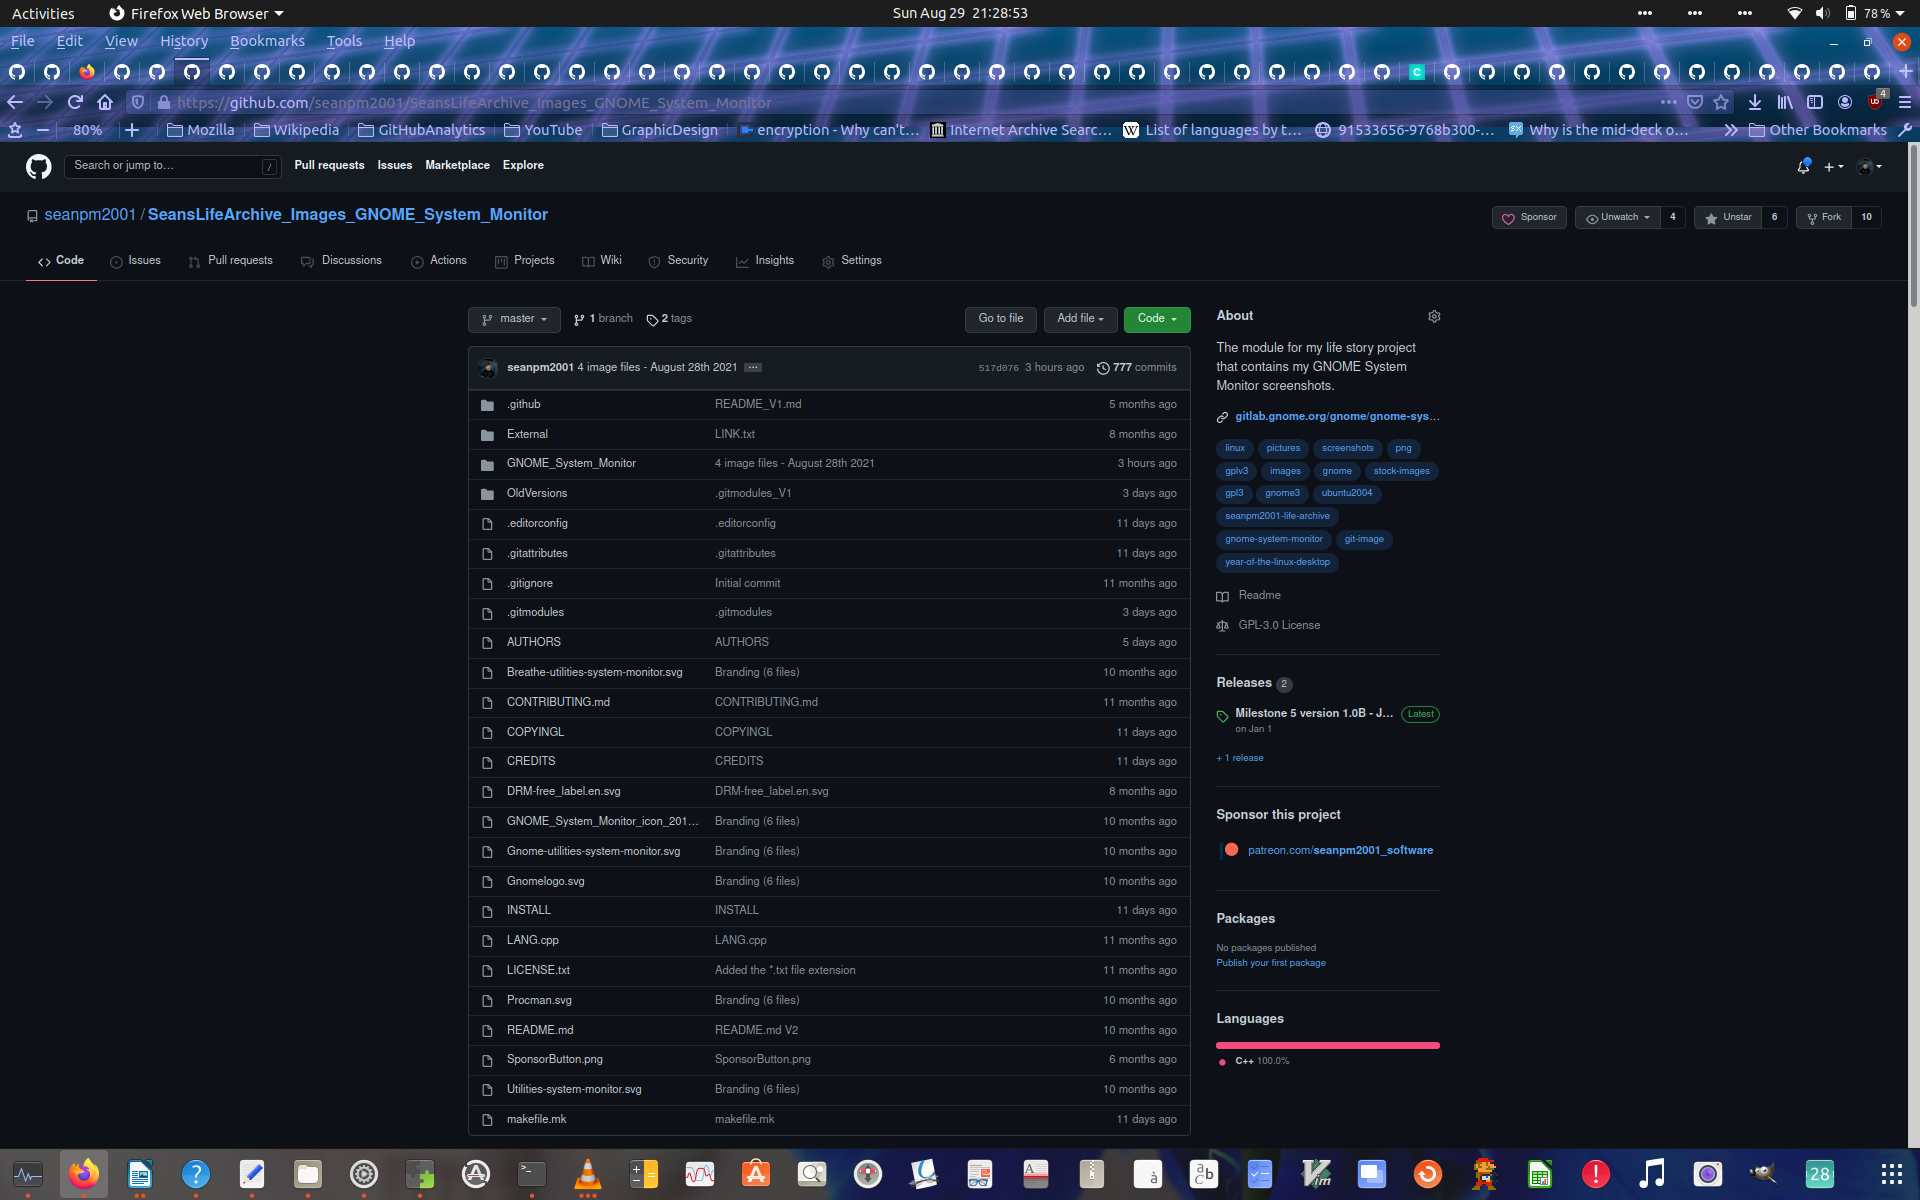 Activities Firefox Web Browser Sun Aug 29 21:28:53 78 %
File Edit View History Bookmarks Tools Help
https://github.com/seanpm2001/SeansLifeArchive_Images_GNOME_System_Monitor 4
80% Mozilla Wikipedia GitHubAnalytics YouTube GraphicDesign encryption - Why can't… Internet Archive Searc… List of languages by t… 91533656-9768b300-… Why is the mid-deck o… Other Bookmarks
Search or jump to… / Pull requests Issues Marketplace Explore
seanpm2001 / SeansLifeArchive_Images_GNOME_System_Monitor Sponsor Unwatch 4 Unstar 6 Fork 10
Code Issues Pull requests Discussions Actions Projects Wiki Security Insights Settings
master 1 branch 2 tags Go to file Add file Code
seanpm2001 4 image files - August 28th 2021 517d076 3 hours ago 777 commits
.github README_V1.md 5 months ago
External LINK.txt 8 months ago
GNOME_System_Monitor 4 image files - August 28th 2021 3 hours ago
OldVersions .gitmodules_V1 3 days ago
.editorconfig .editorconfig 11 days ago
.gitattributes .gitattributes 11 days ago
.gitignore Initial commit 11 months ago
.gitmodules .gitmodules 3 days ago
AUTHORS AUTHORS 5 days ago
Breathe-utilities-system-monitor.svg Branding (6 files) 10 months ago
CONTRIBUTING.md CONTRIBUTING.md 11 months ago
COPYINGL COPYINGL 11 days ago
CREDITS CREDITS 11 days ago
DRM-free_label.en.svg DRM-free_label.en.svg 8 months ago
GNOME_System_Monitor_icon_201… Branding (6 files) 10 months ago
Gnome-utilities-system-monitor.svg Branding (6 files) 10 months ago
Gnomelogo.svg Branding (6 files) 10 months ago
INSTALL INSTALL 11 days ago
LANG.cpp LANG.cpp 11 months ago
LICENSE.txt Added the *.txt file extension 11 months ago
Procman.svg Branding (6 files) 10 months ago
README.md README.md V2 10 months ago
SponsorButton.png SponsorButton.png 6 months ago
Utilities-system-monitor.svg Branding (6 files) 10 months ago
makefile.mk makefile.mk 11 days ago
About
The module for my life story project
that contains my GNOME System
Monitor screenshots.
gitlab.gnome.org/gnome/gnome-sys…
linux pictures screenshots png
gplv3 images gnome stock-images
gpl3 gnome3 ubuntu2004
seanpm2001-life-archive
gnome-system-monitor git-image
year-of-the-linux-desktop
Readme
GPL-3.0 License
Releases 2
Milestone 5 version 1.0B - J… Latest
on Jan 1
+ 1 release
Sponsor this project
patreon.com/seanpm2001_software
Packages
No packages published
Publish your first package
Languages
C++ 100.0%
28